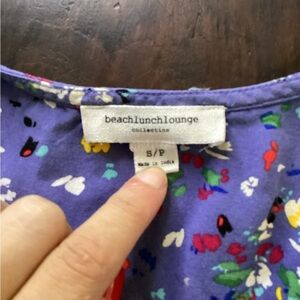 beachlunchlounge
collection
S/P
MADE IN INDIA